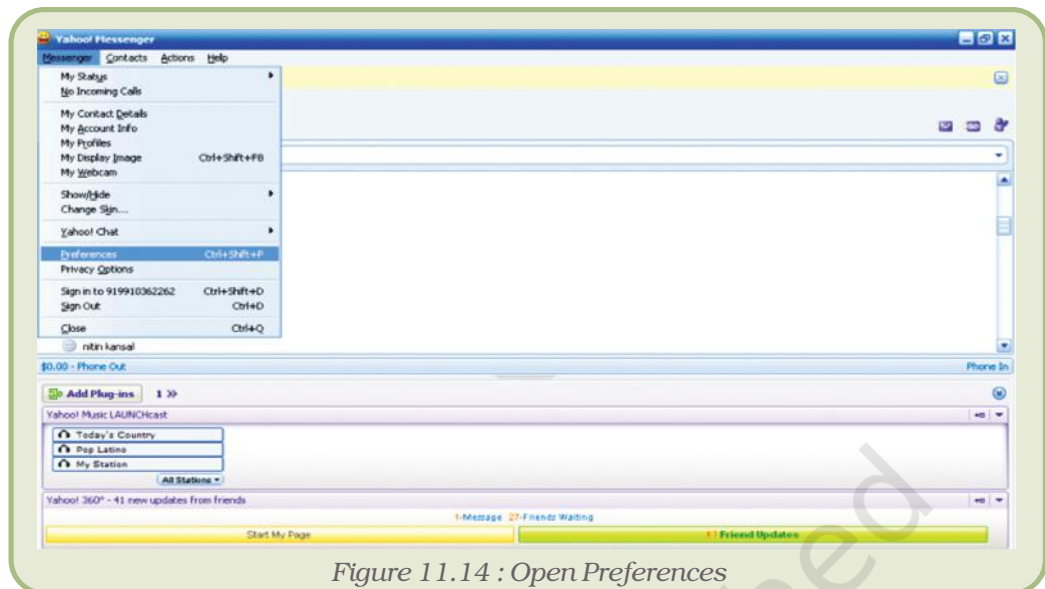 Yahoo! Messenger
Messenger Contacts Actions Help
My Status
No Incoming Calls
My Contact Details
My Account Info
My Profiles
My Display Image Ctrl+Shift+F8
My Webcam
Show/Hide
Change Skin....
Yahoo! Chat
Preferences Ctrl+Shift+P
Privacy Options
Sign in to 919910362262 Ctrl+Shift+D
Sign Out Ctrl+D
Close Ctrl+Q
nitin kansal
$0.00 - Phone Out Phone In
Add Plug-ins 1 »
Yahoo! Music LAUNCHcast
Today's Country
Pop Latino
My Station
All Stations
Yahoo! 360° - 41 new updates from friends
1-Message 27-Friends Waiting
Start My Page Friend Updates
Figure 11.14 : Open Preferences